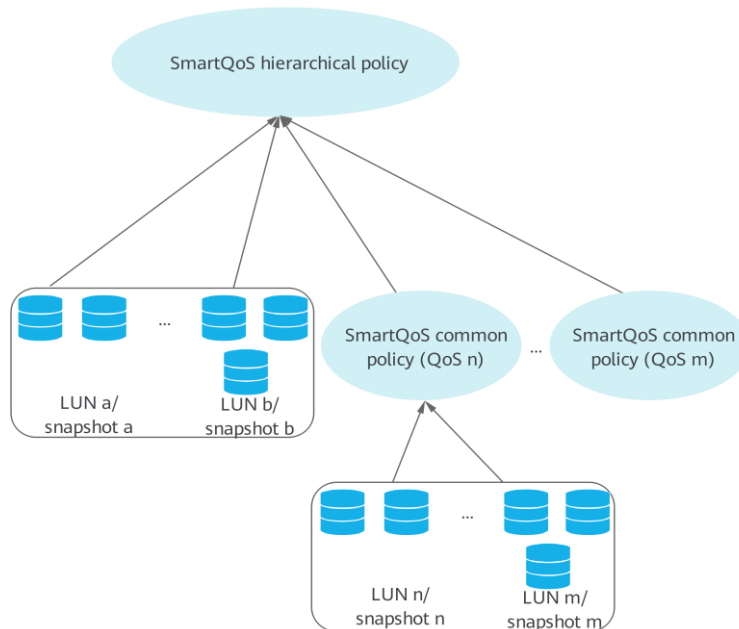 SmartQoS hierarchical policy
...
LUN a/
snapshot a
LUN b/
snapshot b
SmartQoS common
policy (QoS n)
...
SmartQoS common
policy (QoS m)
...
LUN n/
snapshot n
LUN m/
snapshot m